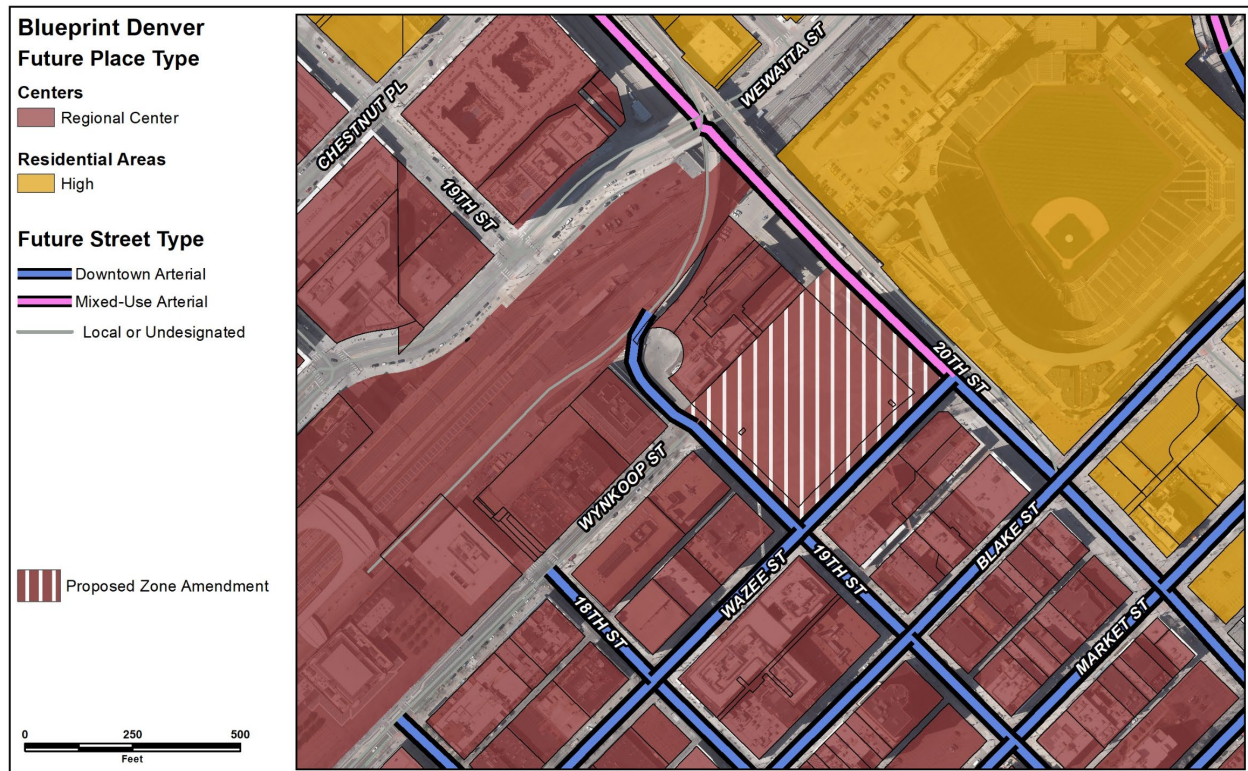 Blueprint Denver
Future Place Type
Centers
Regional Center
Residential Areas
High
Future Street Type
Downtown Arterial
Mixed-Use Arterial
Local or Undesignated
Proposed Zone Amendment
0 250 500
Feet
CHESTNUT PL
19TH ST
WEWATTA ST
20TH ST
WYNKOOP ST
18TH ST
WAZEE ST
19TH ST
BLAKE ST
MARKET ST